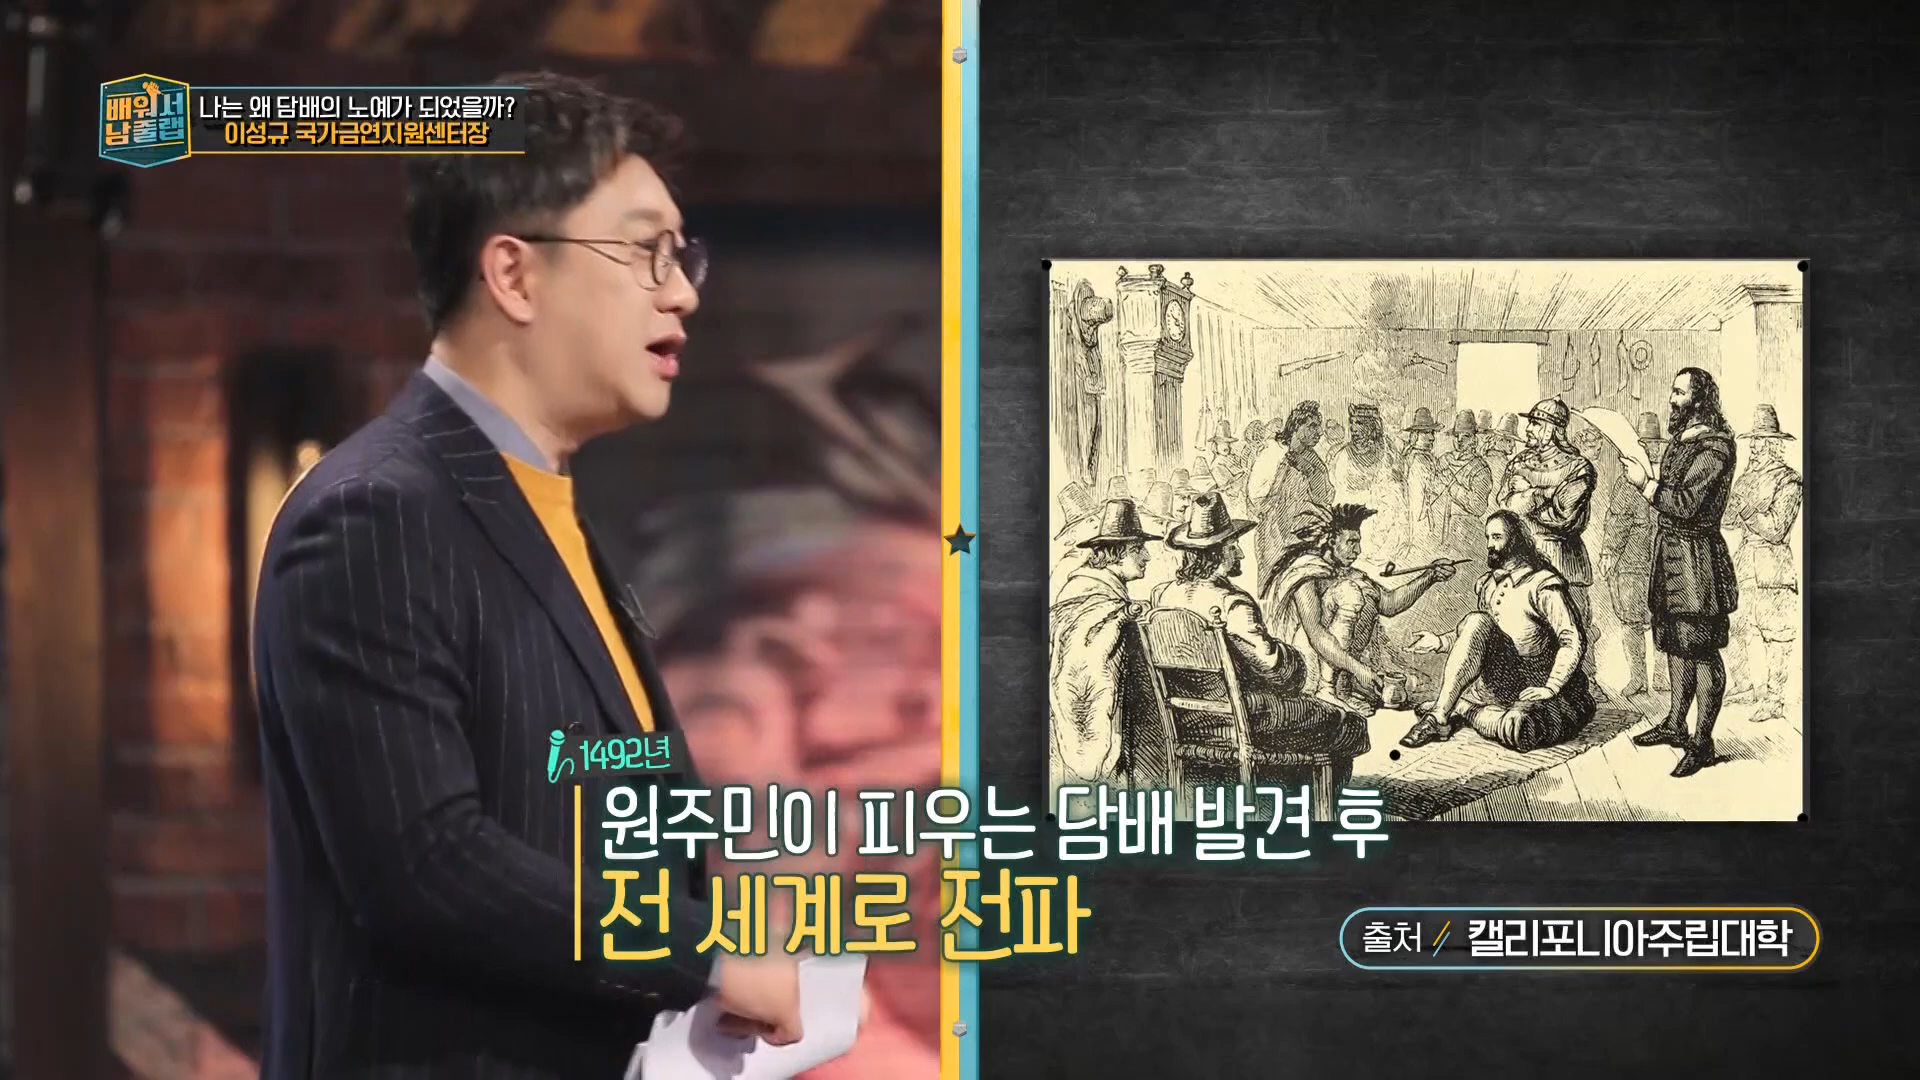 배워서
남줄랩
나는 왜 담배의 노예가 되었을까?
이성규 국가금연지원센터장
1492년
원주민이 피우는 담배 발견 후
전 세계로 전파
출처 / 캘리포니아주립대학